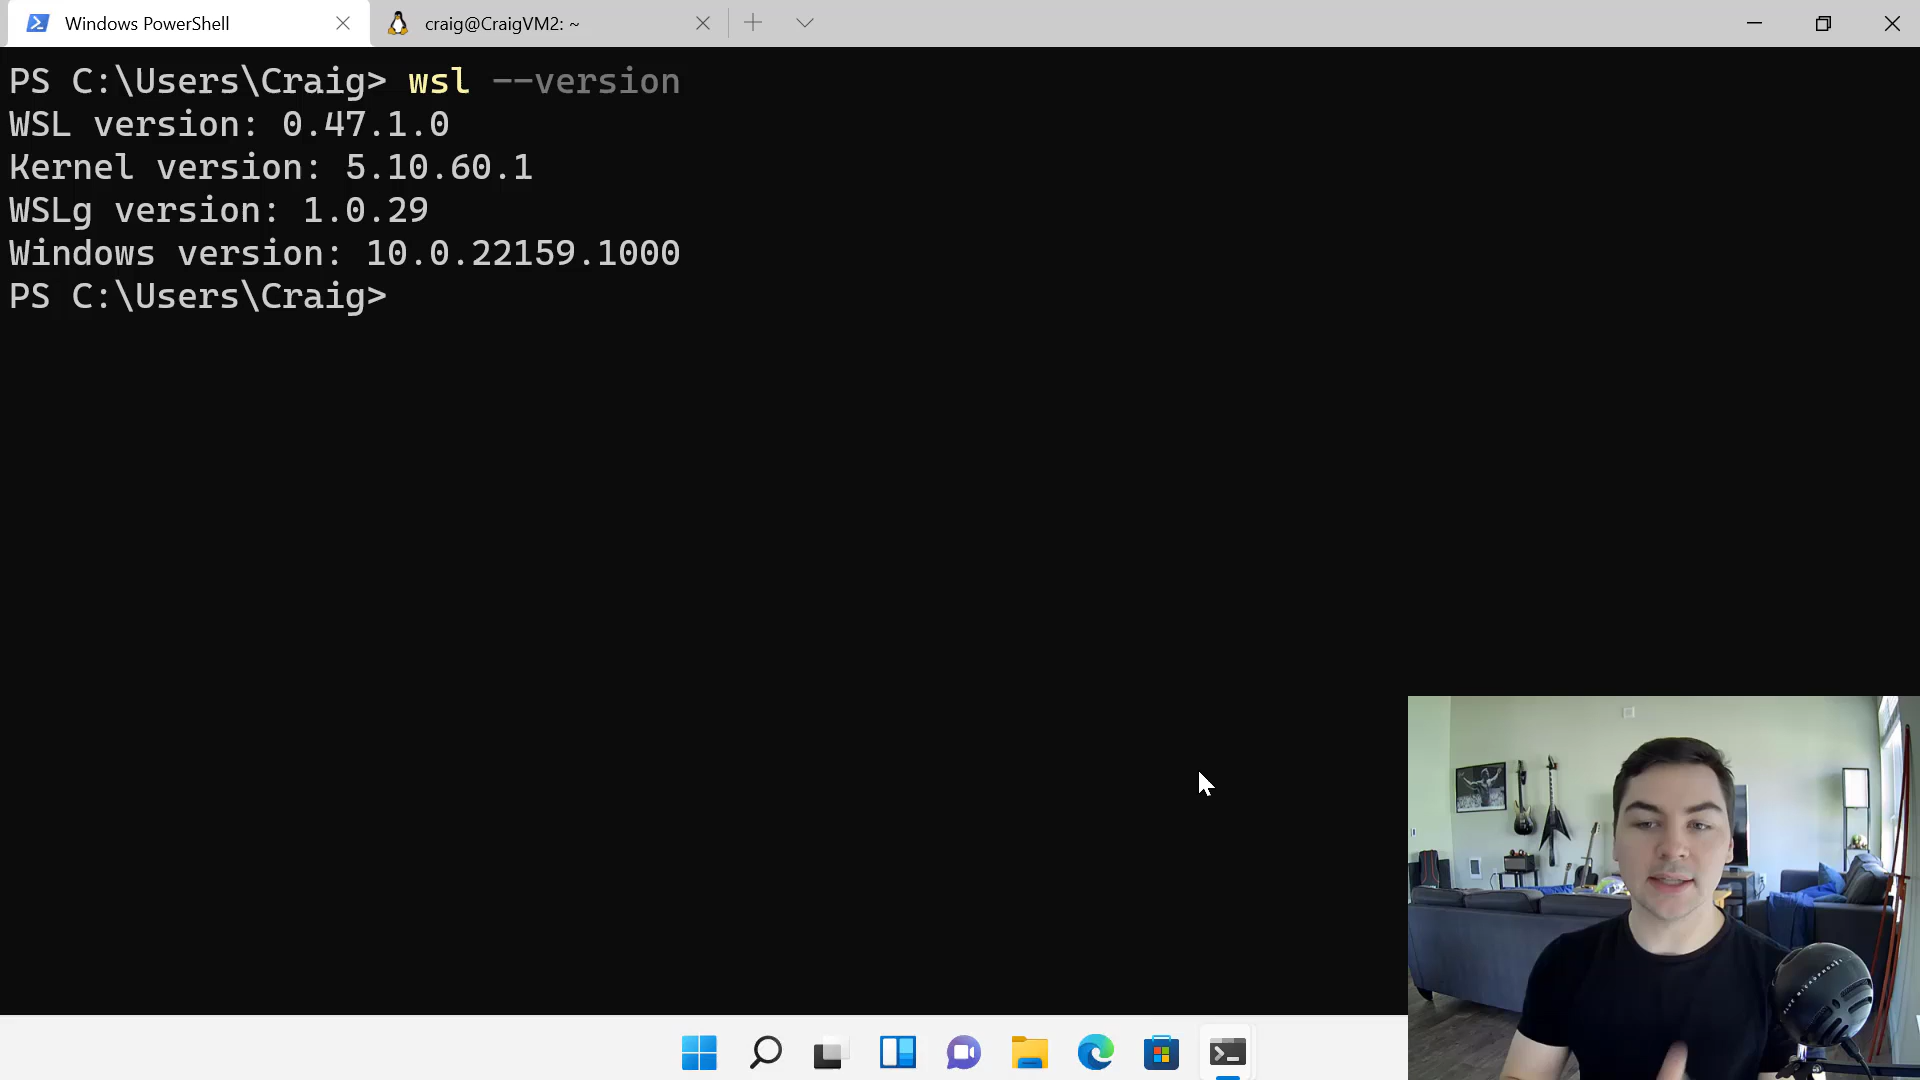 Windows PowerShell
craig@CraigVM2: ~
PS C:\Users\Craig> wsl --version
WSL version: 0.47.1.0
Kernel version: 5.10.60.1
WSLg version: 1.0.29
Windows version: 10.0.22159.1000
PS C:\Users\Craig>